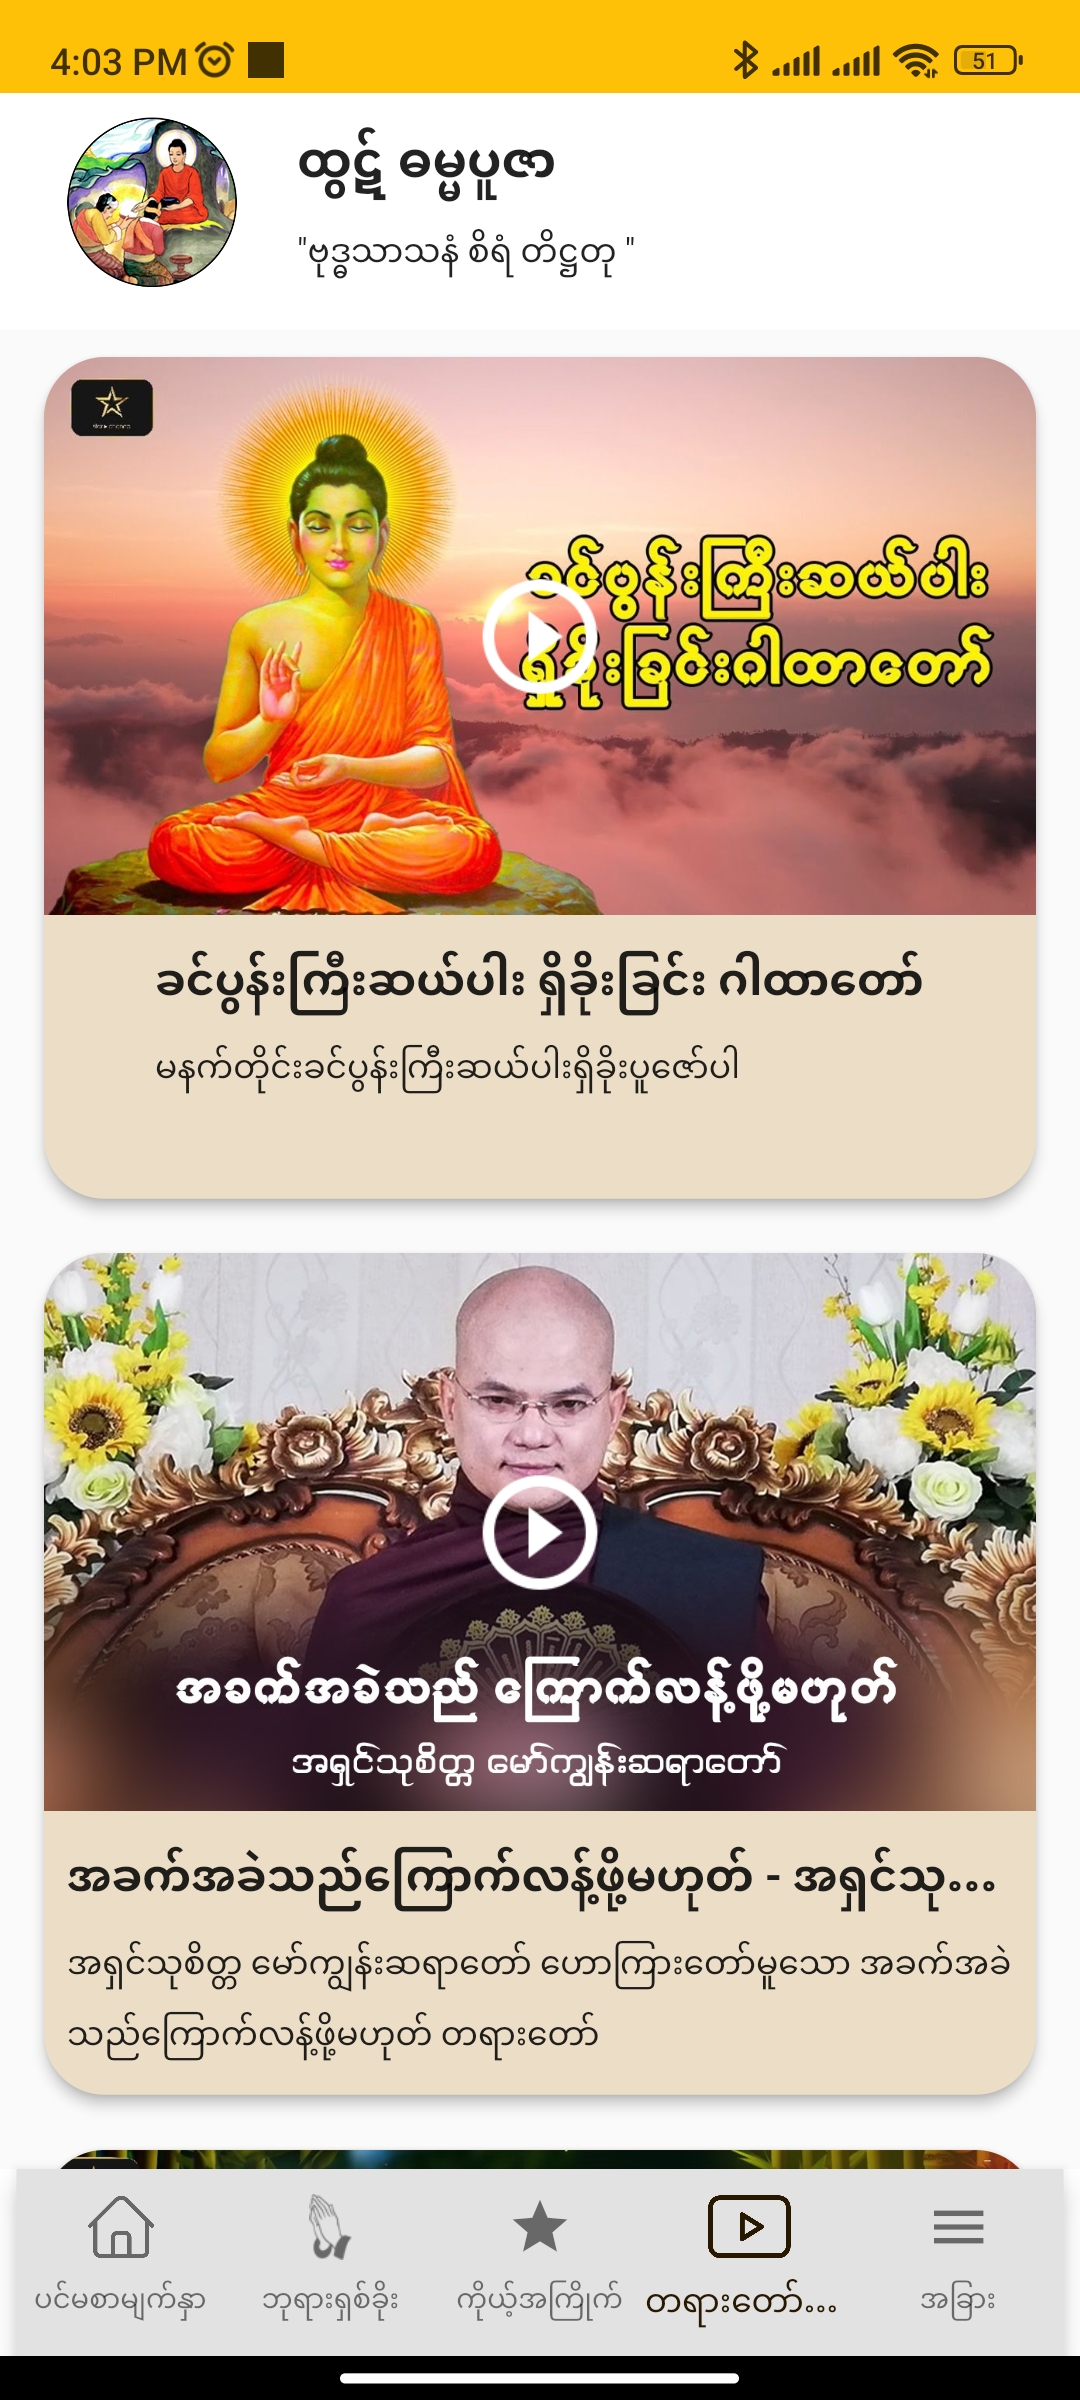 4:03 PM
51
ထွဋ် ဓမ္မပူဇာ
"ဗုဒ္ဓသာသနံ စိရံ တိဋ္ဌတု "
ခင်ပွန်းကြီးဆယ်ပါး
ရှိခိုးခြင်းဂါထာတော်
ခင်ပွန်းကြီးဆယ်ပါး ရှိခိုးခြင်း ဂါထာတော်
မနက်တိုင်းခင်ပွန်းကြီးဆယ်ပါးရှိခိုးပူဇော်ပါ
အခက်အခဲသည် ကြောက်လန့်ဖို့မဟုတ်
အရှင်သုစိတ္တ မော်ကျွန်းဆရာတော်
အခက်အခဲသည်ကြောက်လန့်ဖို့မဟုတ် - အရှင်သု...
အရှင်သုစိတ္တ မော်ကျွန်းဆရာတော် ဟောကြားတော်မူသော အခက်အခဲ
သည်ကြောက်လန့်ဖို့မဟုတ် တရားတော်
ပင်မစာမျက်နှာ ဘုရားရှစ်ခိုး ကိုယ့်အကြိုက် တရားတော်... အခြား